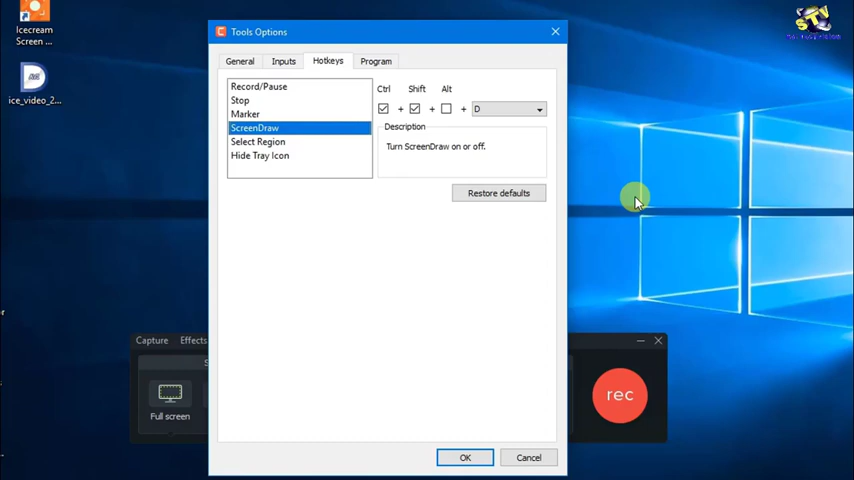 Icecream
Screen ...
ice_video_2...
Tools Options
General
Inputs
Hotkeys
Program
Record/Pause
Stop
Marker
ScreenDraw
Select Region
Hide Tray Icon
Ctrl
Shift
Alt
+
+
+
D
Description
Turn ScreenDraw on or off.
Restore defaults
Capture
Effects
Full screen
rec
OK
Cancel
STV